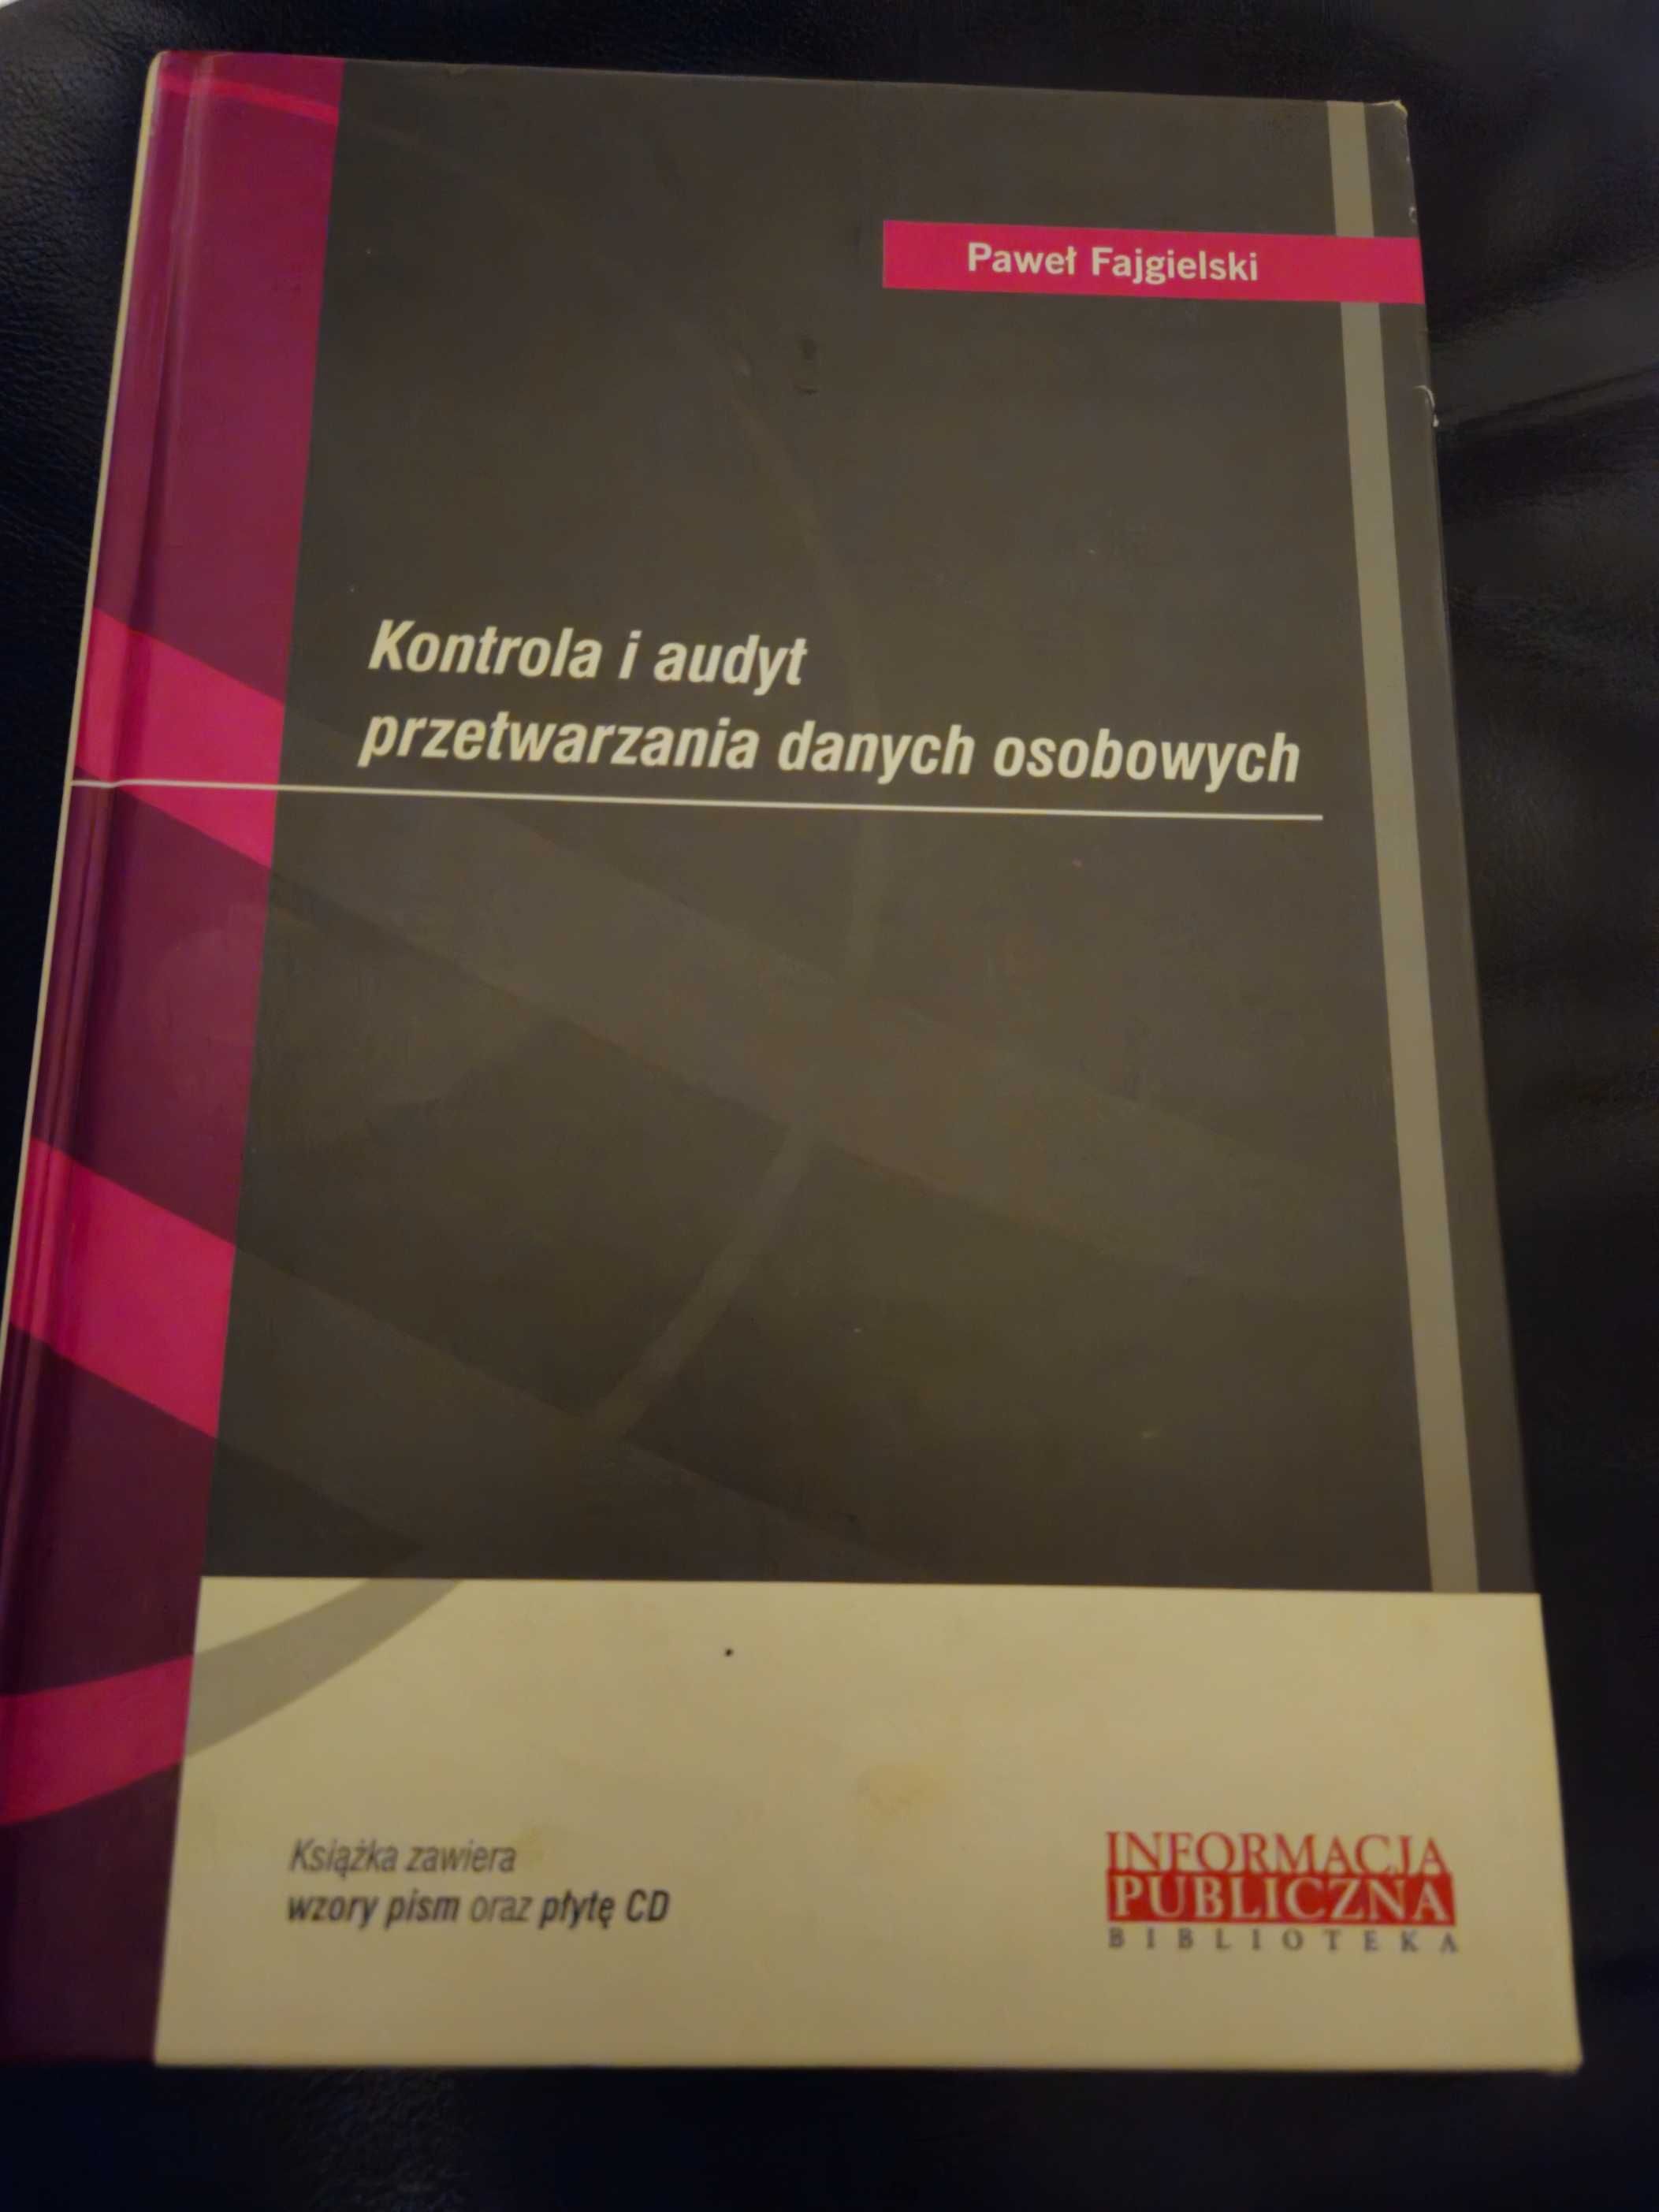 Paweł Fajgielski
Kontrola i audyt
przetwarzania danych osobowych
Książka zawiera
wzory pism oraz płytę CD
INFORMACJA
PUBLICZNA
BIBLIOTEKA